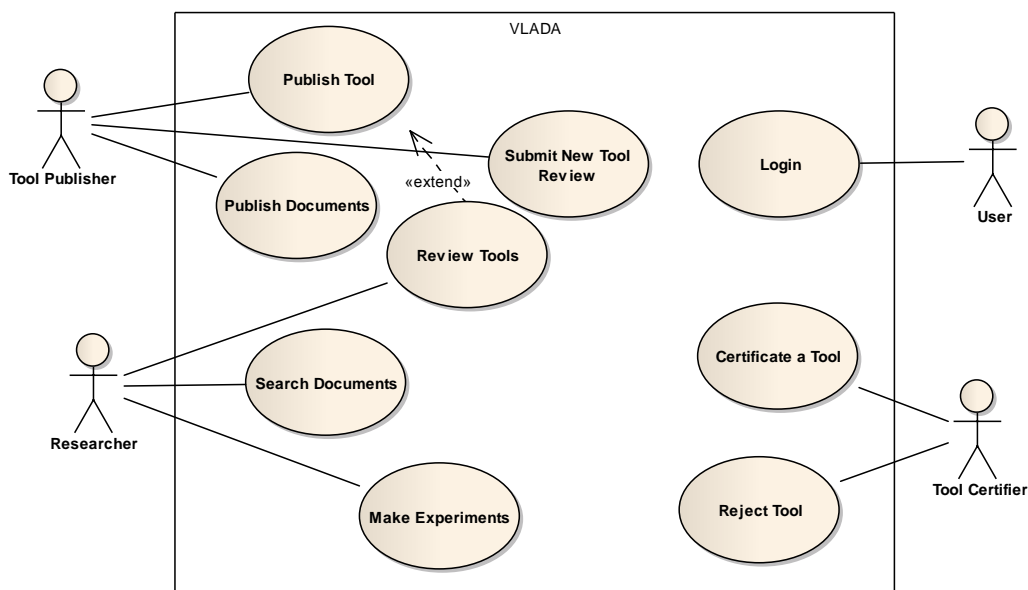 VLADA
Publish Tool
Tool Publisher
Submit New Tool
Review
Login
User
«extend»
Publish Documents
Review Tools
Certificate a Tool
Search Documents
Researcher
Tool Certifier
Make Experiments
Reject Tool